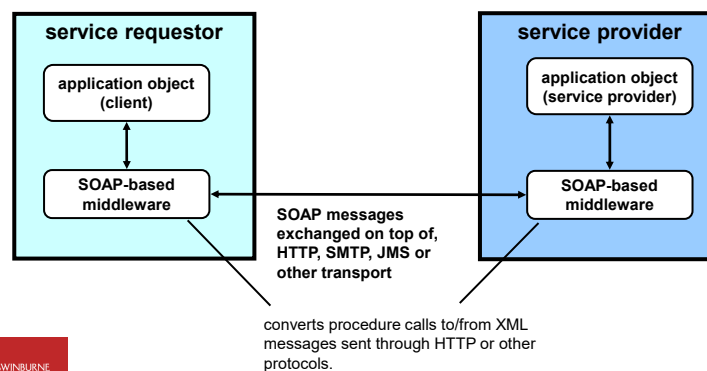 service requestor
application object
(client)
SOAP-based
middleware
service provider
application object
(service provider)
SOAP-based
middleware
SOAP messages
exchanged on top of,
HTTP, SMTP, JMS or
other transport
converts procedure calls to/from XML
messages sent through HTTP or other
protocols.
SWINBURNE